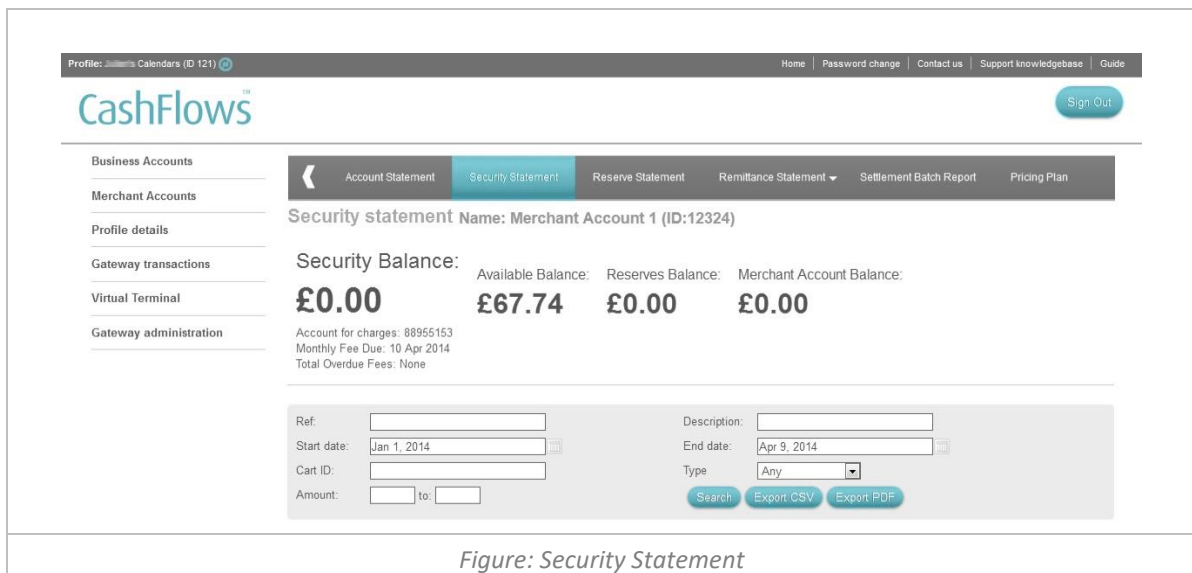 Profile: Calendars (ID 121)
Home | Password change | Contact us | Support knowledgebase | Guide
CashFlows™
Sign Out
Business Accounts
Merchant Accounts
Profile details
Gateway transactions
Virtual Terminal
Gateway administration
Account Statement Security Statement Reserve Statement Remittance Statement Settlement Batch Report Pricing Plan
Security statement Name: Merchant Account 1 (ID:12324)
Security Balance: Available Balance: Reserves Balance: Merchant Account Balance:
£0.00 £67.74 £0.00 £0.00
Account for charges: 88955153
Monthly Fee Due: 10 Apr 2014
Total Overdue Fees: None
Ref: Description:
Start date: Jan 1, 2014 End date: Apr 9, 2014
Cart ID: Type Any
Amount: to: Search Export CSV Export PDF
Figure: Security Statement